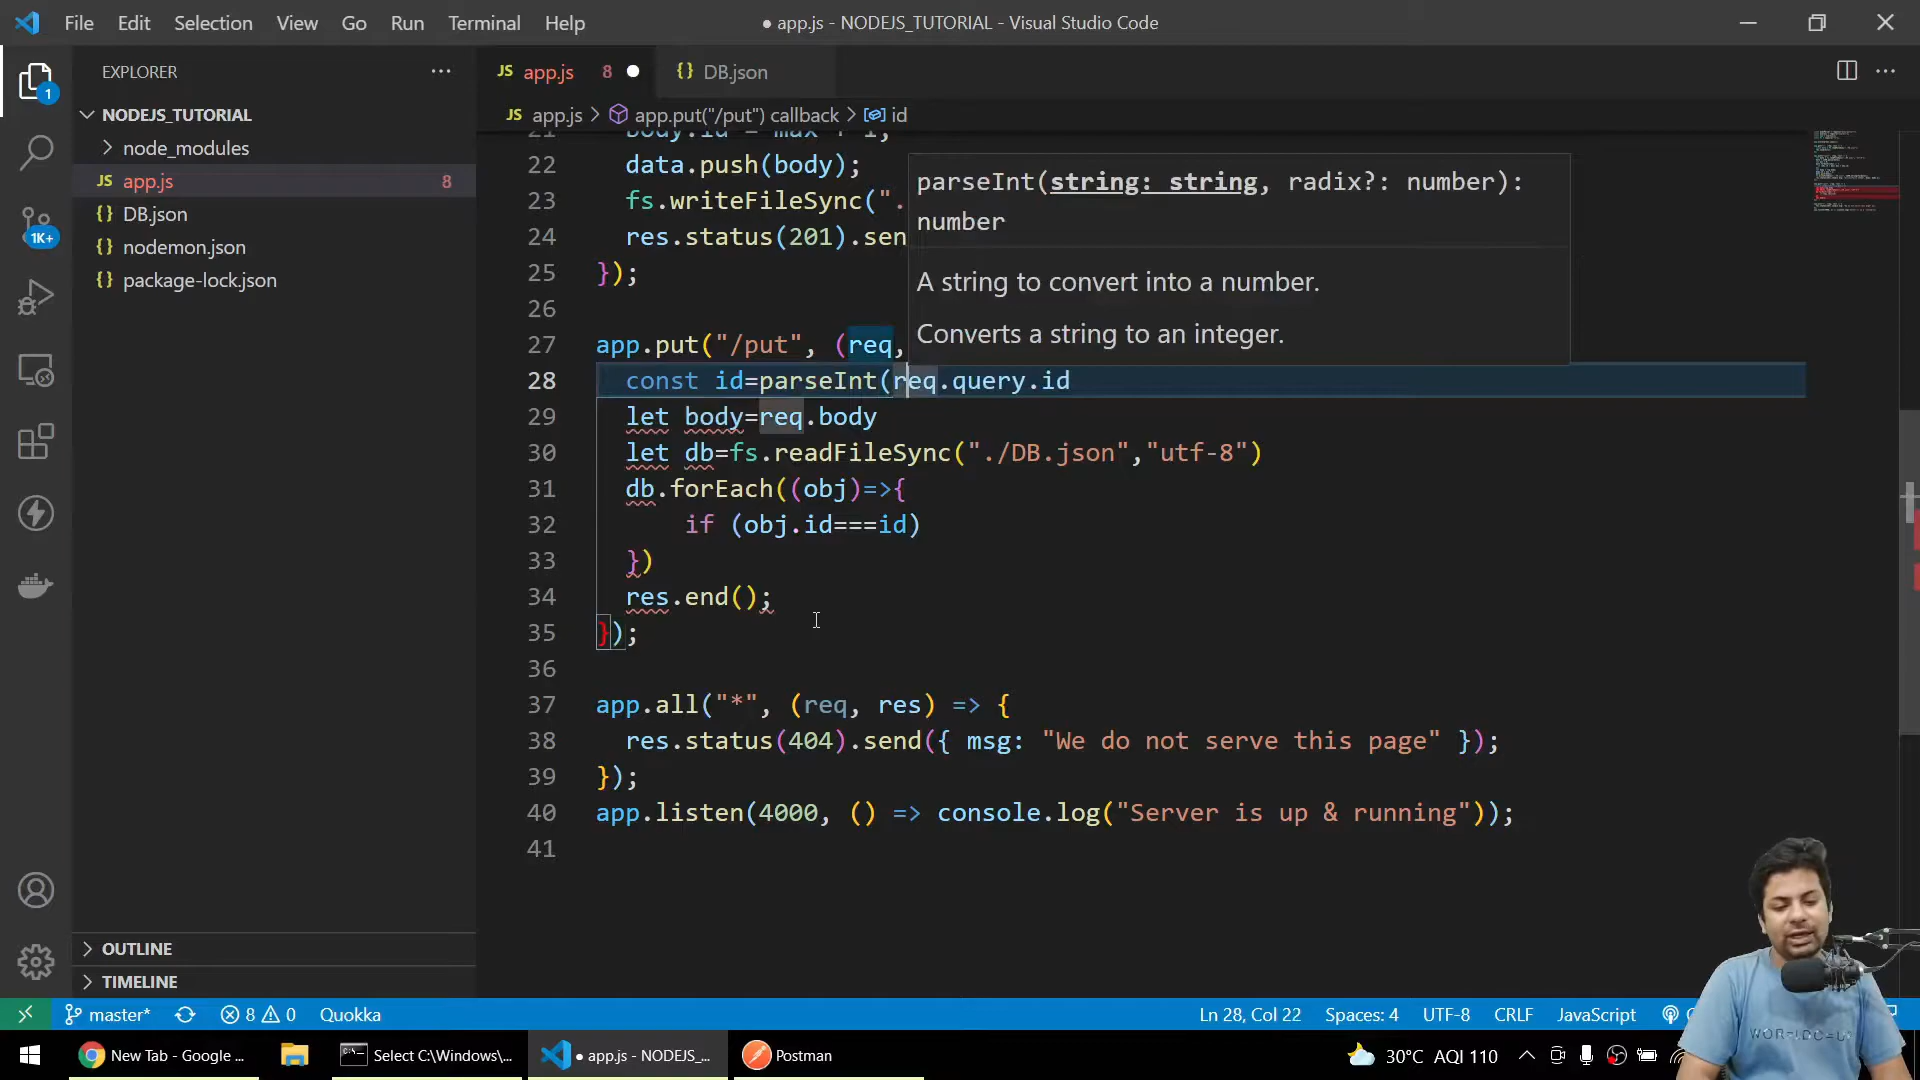 File Edit Selection View Go Run Terminal Help
● app.js - NODEJS_TUTORIAL - Visual Studio Code
EXPLORER ···
JS app.js 8 ●
{} DB.json
JS app.js > app.put("/put") callback > id
NODEJS_TUTORIAL
node_modules
JS app.js 8
{} DB.json
{} nodemon.json
{} package-lock.json
1
1K+
21 body.id = max + 1;
22 data.push(body);
23 fs.writeFileSync(".
24 res.status(201).sen
25 });
26
27 app.put("/put", (req,
28 const id=parseInt(req.query.id
29 let body=req.body
30 let db=fs.readFileSync("./DB.json","utf-8")
31 db.forEach((obj)=>{
32 if (obj.id===id)
33 })
34 res.end();
35 });
36
37 app.all("*", (req, res) => {
38 res.status(404).send({ msg: "We do not serve this page" });
39 });
40 app.listen(4000, () => console.log("Server is up & running"));
41
parseInt(string: string, radix?: number):
number
A string to convert into a number.
Converts a string to an integer.
OUTLINE
TIMELINE
master* 8 0 Quokka
Ln 28, Col 22 Spaces: 4 UTF-8 CRLF JavaScript
New Tab - Google ...
Select C:\Windows\...
● app.js - NODEJS_...
Postman
30°C AQI 110